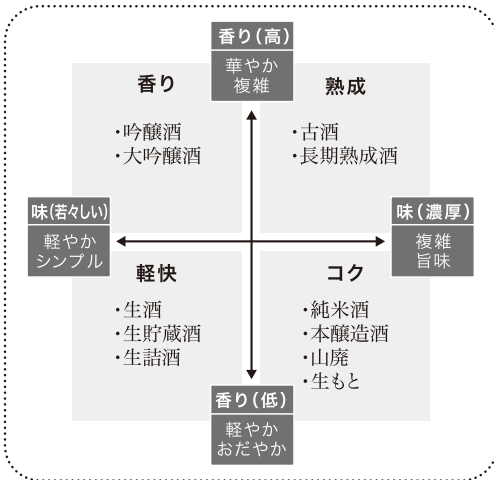 香り(高)
華やか
複雑
香り
・吟醸酒
・大吟醸酒
熟成
・古酒
・長期熟成酒
味(若々しい)
軽やか
シンプル
味(濃厚)
複雑
旨味
軽快
・生酒
・生貯蔵酒
・生詰酒
コク
・純米酒
・本醸造酒
・山廃
・生もと
香り(低)
軽やか
おだやか